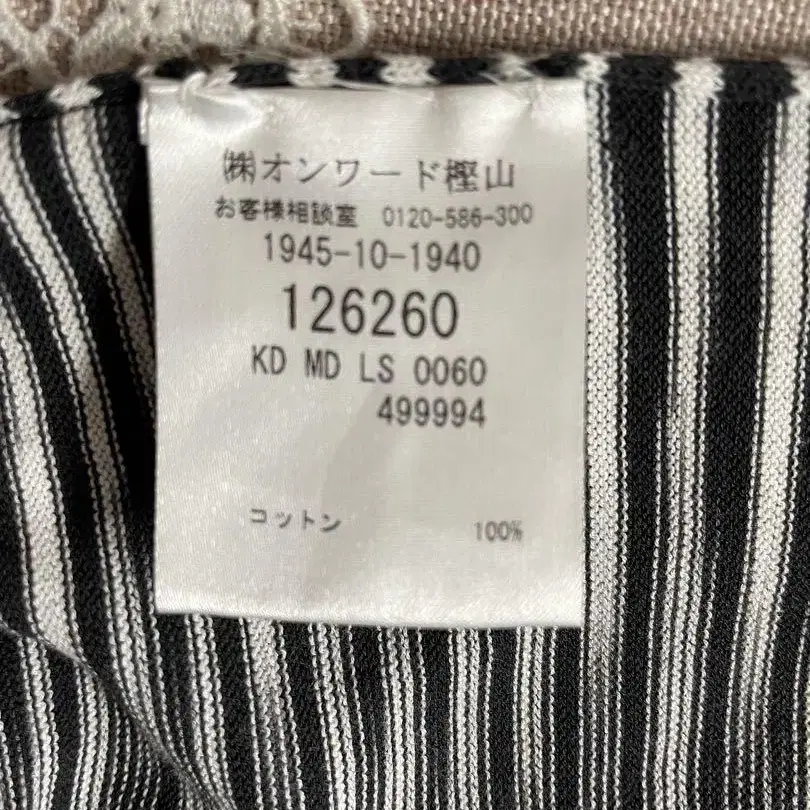 ㈱オンワード樫山
お客様相談室 0120-586-300
1945-10-1940
126260
KD MD LS 0060
499994
コットン 100%